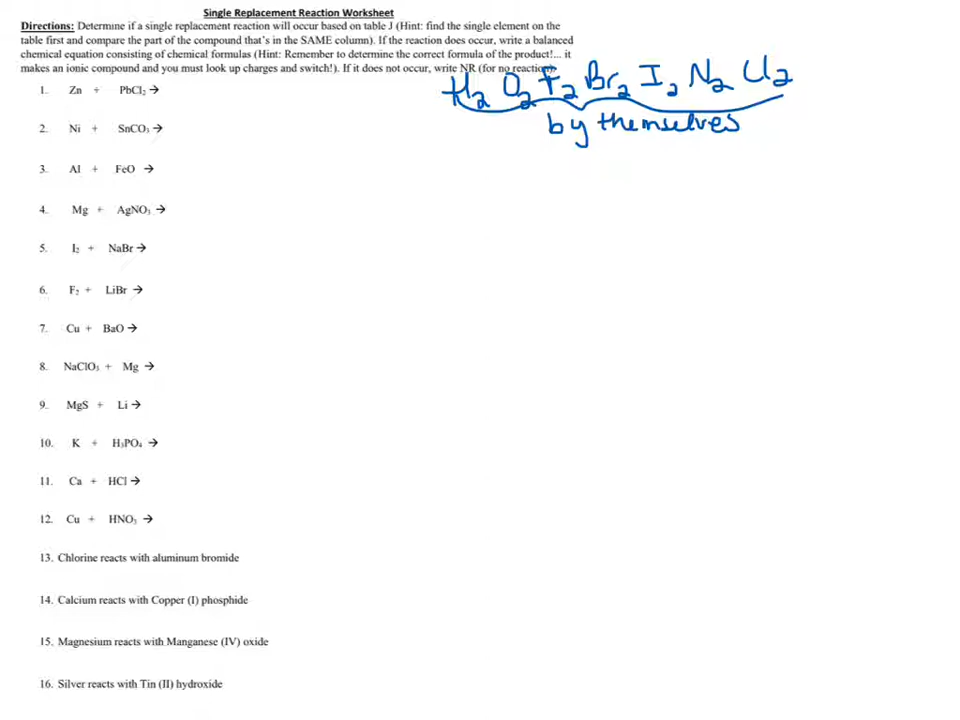 Single Replacement Reaction Worksheet
Directions: Determine if a single replacement reaction will occur based on table J (Hint: find the single element on the
table first and compare the part of the compound that's in the SAME column). If the reaction does occur, write a balanced
chemical equation consisting of chemical formulas (Hint: Remember to determine the correct formula of the product!... it
makes an ionic compound and you must look up charges and switch!). If it does not occur, write NR (for no reaction).
H₂ O₂ F₂ Br₂ I₂ N₂ Cl₂
by themselves
1. Zn + PbCl₂ →
2. Ni + SnCO₃ →
3. Al + FeO →
4. Mg + AgNO₃ →
5. I₂ + NaBr →
6. F₂ + LiBr →
7. Cu + BaO →
8. NaClO₃ + Mg →
9. MgS + Li →
10. K + H₃PO₄ →
11. Ca + HCl →
12. Cu + HNO₃ →
13. Chlorine reacts with aluminum bromide
14. Calcium reacts with Copper (I) phosphide
15. Magnesium reacts with Manganese (IV) oxide
16. Silver reacts with Tin (II) hydroxide